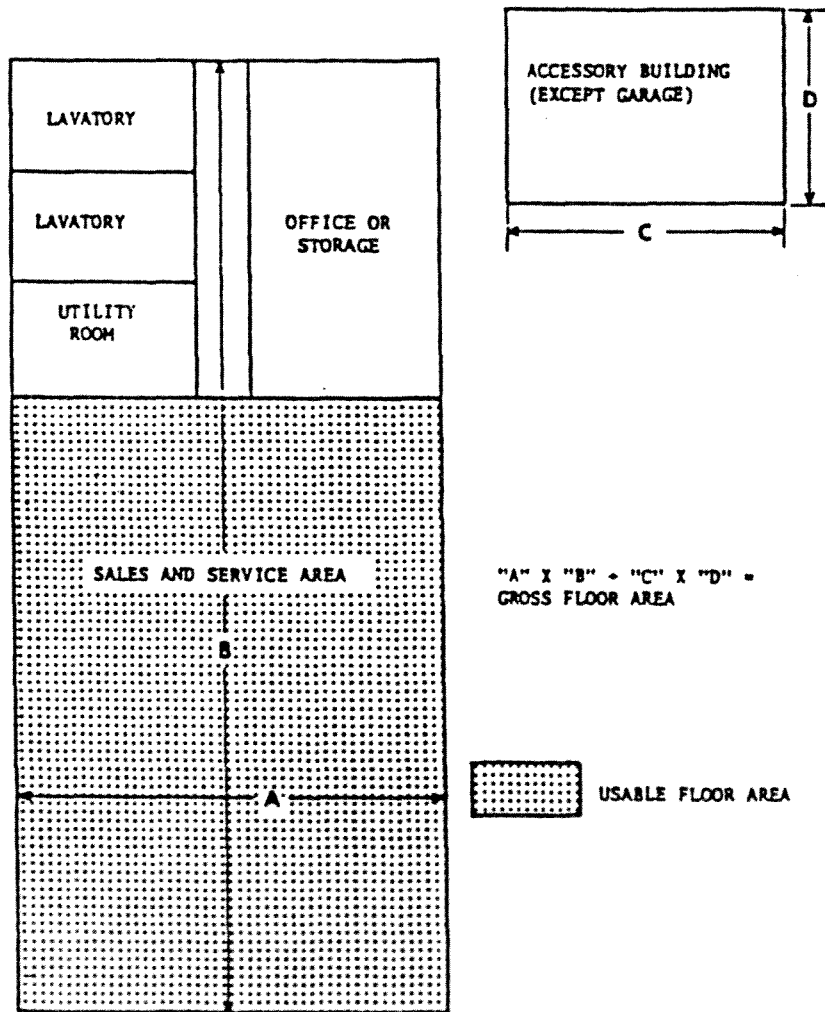 ACCESSORY BUILDING
(EXCEPT GARAGE)
D
C
LAVATORY
LAVATORY
UTILITY
ROOM
OFFICE OR
STORAGE
SALES AND SERVICE AREA
B
A
"A" X "B" + "C" X "D" =
GROSS FLOOR AREA
USABLE FLOOR AREA